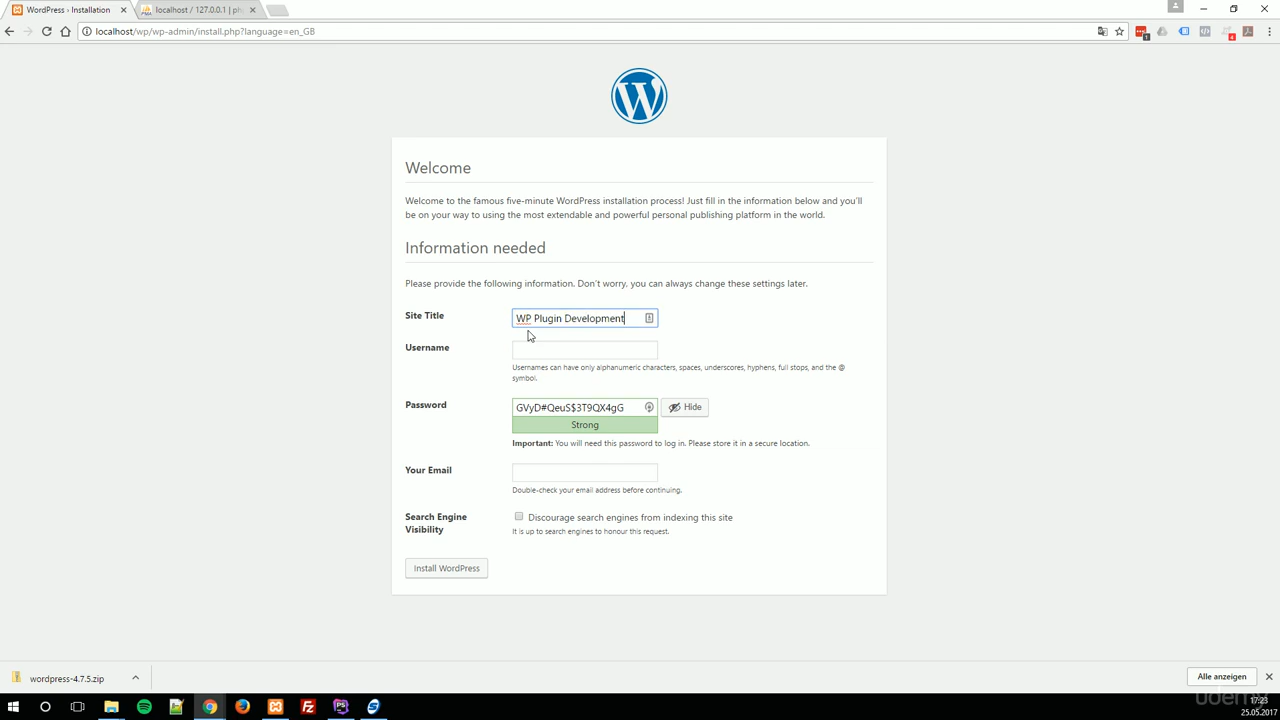 WordPress › Installation
localhost / 127.0.0.1 | ph
localhost/wp/wp-admin/install.php?language=en_GB
Welcome
Welcome to the famous five-minute WordPress installation process! Just fill in the information below and you'll
be on your way to using the most extendable and powerful personal publishing platform in the world.
Information needed
Please provide the following information. Don't worry, you can always change these settings later.
Site Title
WP Plugin Development
Username
Usernames can have only alphanumeric characters, spaces, underscores, hyphens, full stops, and the @
symbol.
Password
GVyD#QeuS$3T9QX4gG
Hide
Strong
Important: You will need this password to log in. Please store it in a secure location.
Your Email
Double-check your email address before continuing.
Search Engine
Visibility
Discourage search engines from indexing this site
It is up to search engines to honour this request.
Install WordPress
wordpress-4.7.5.zip
Alle anzeigen
udemy
17:23
25.05.2017